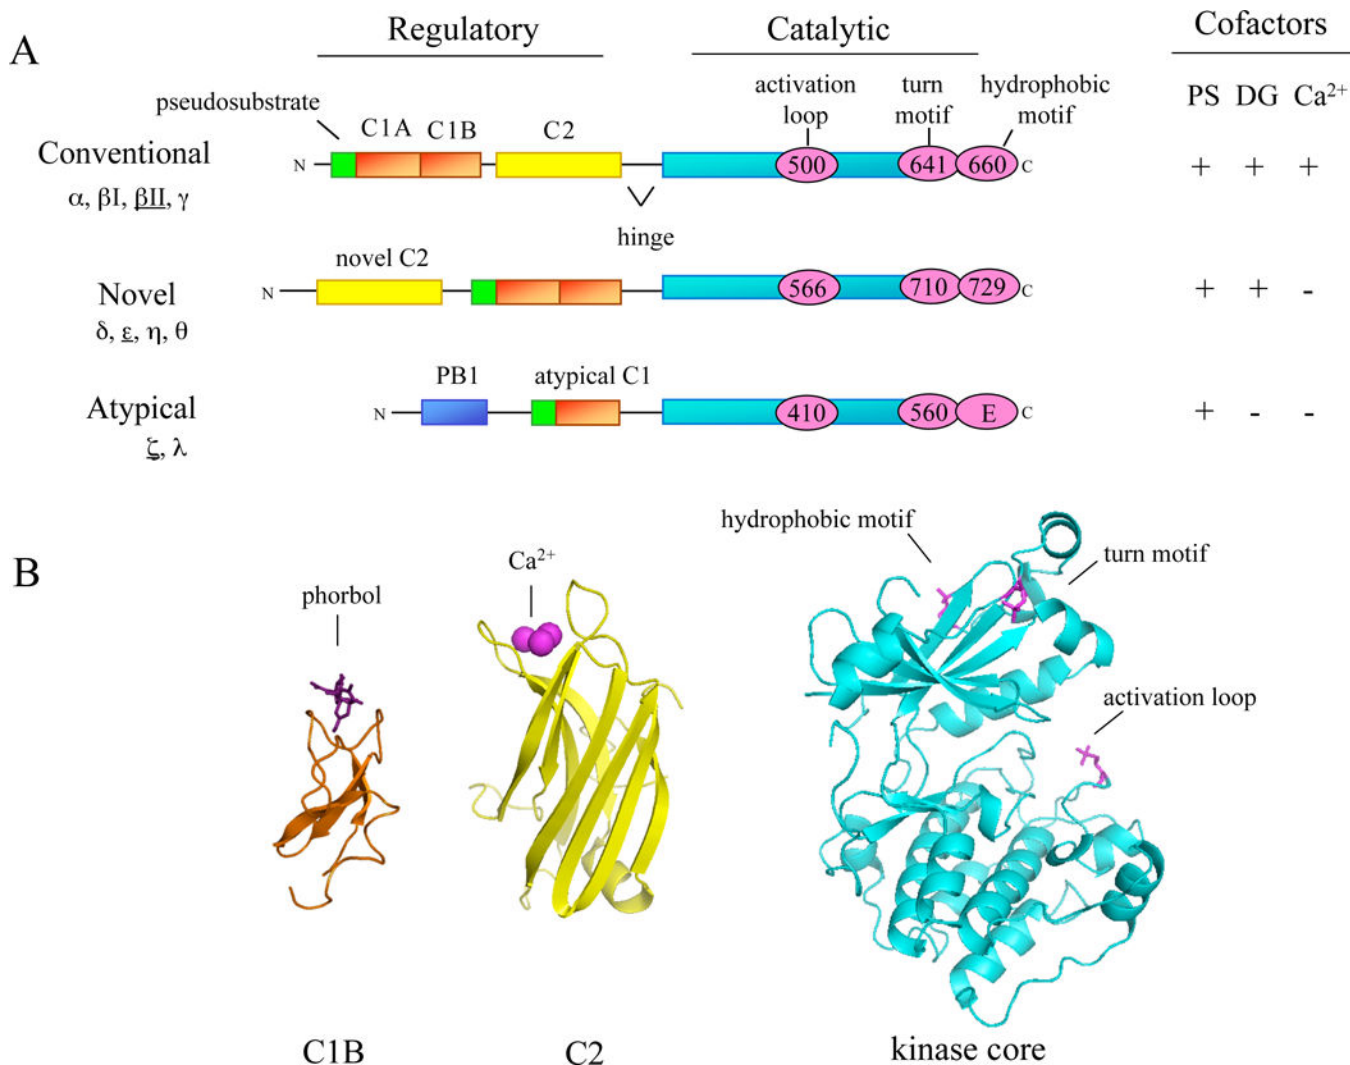 A
Regulatory
Catalytic
Cofactors
pseudosubstrate
C1A
C1B
C2
activation
loop
turn
motif
hydrophobic
motif
PS DG Ca²⁺
Conventional
α, βI, βII, γ
N
500
641
660
C
+ + +
hinge
novel C2
Novel
δ, ε, η, θ
N
566
710
729
C
+ + -
PB1
atypical C1
Atypical
ζ, λ
N
410
560
E
C
+ - -
B
phorbol
Ca²⁺
hydrophobic motif
turn motif
activation loop
C1B
C2
kinase core